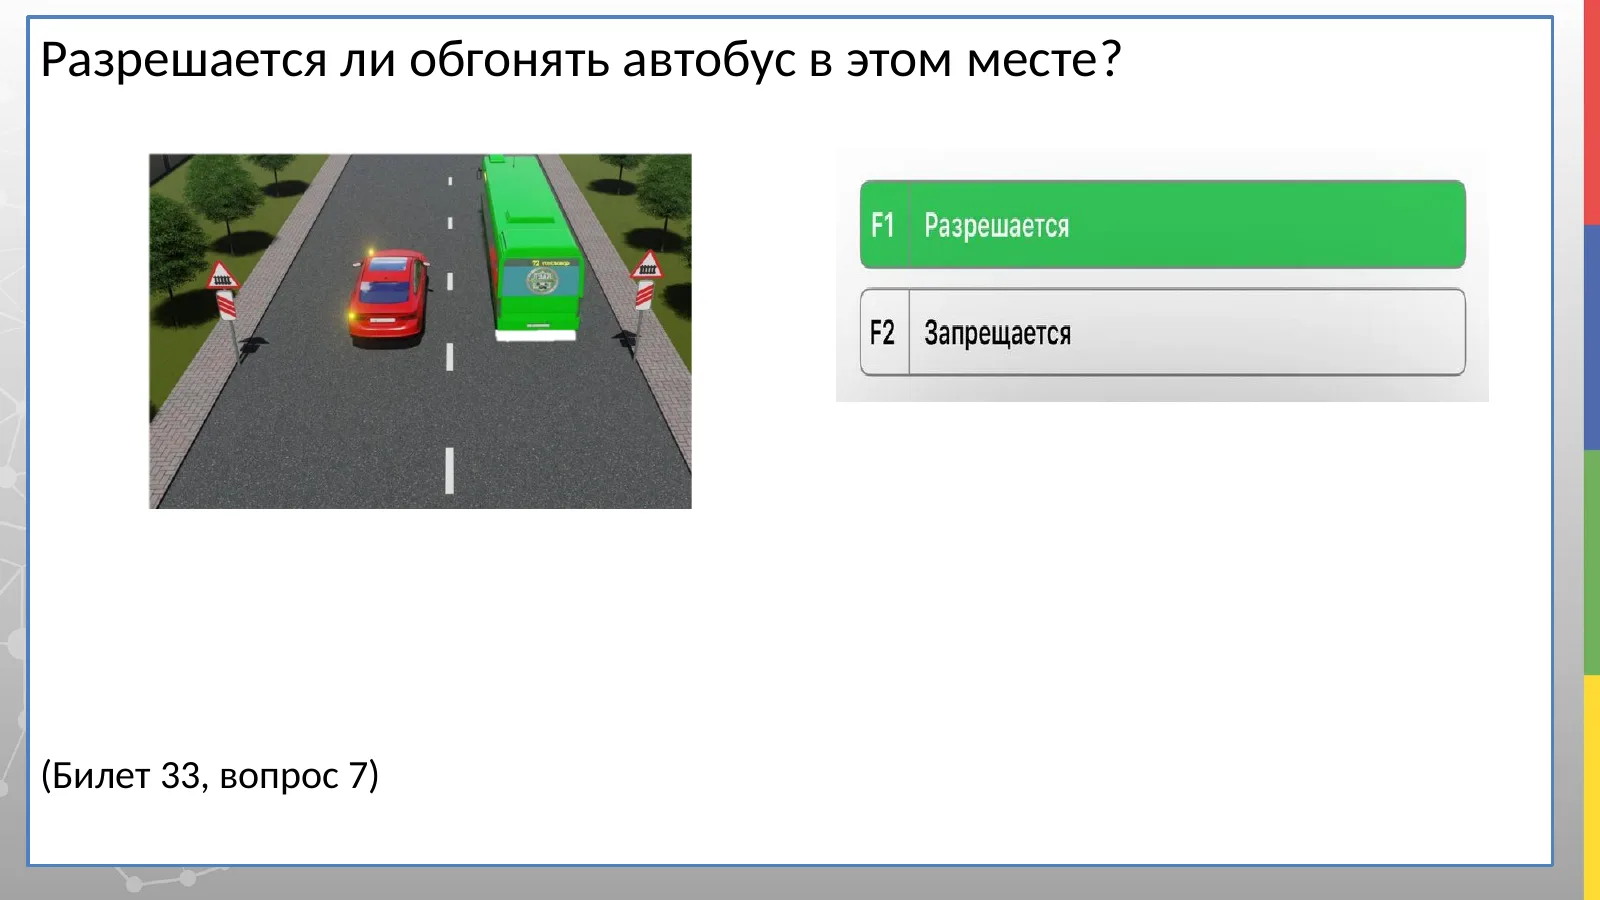 Разрешается ли обгонять автобус в этом месте?
F1 Разрешается
F2 Запрещается
(Билет 33, вопрос 7)